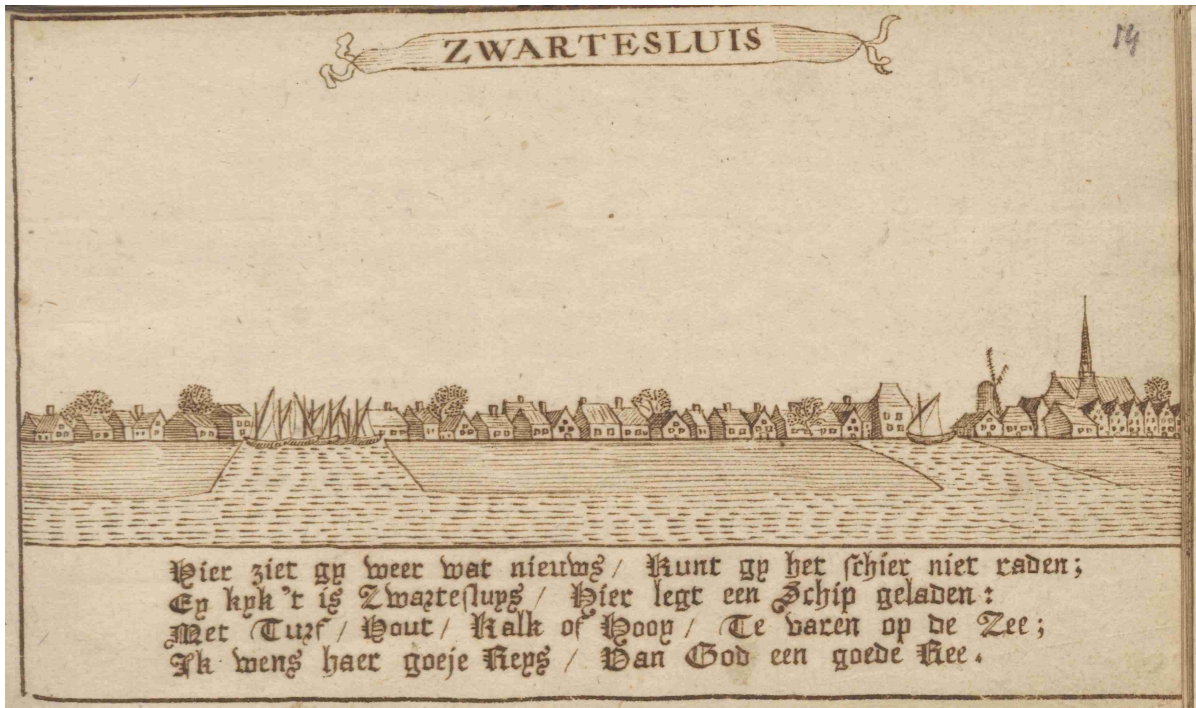 ZWARTESLUIS
14
Hier ziet gy weer wat nieuws / Kunt gy het schier niet raden;
Ey kyk 't is Zwartesluys / Hier legt een Schip geladen:
Met Turf / Hout / Kalk of Hooy / Te varen op de Zee;
Ik wens haer goeje Reys / Van God een goede Ree.